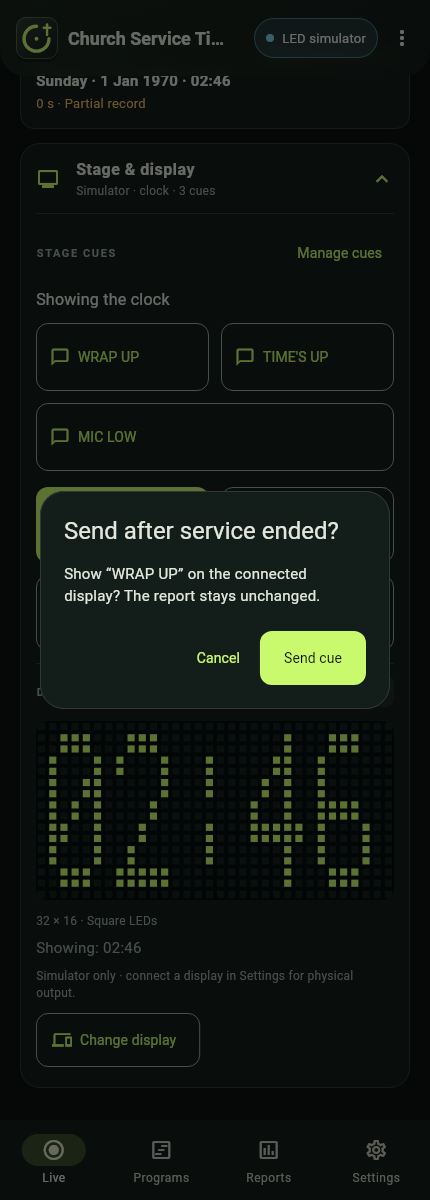 Church Service Ti…
LED simulator
Sunday · 1 Jan 1970 · 02:46
0 s · Partial record
Stage & display
Simulator · clock · 3 cues
STAGE CUES
Manage cues
Showing the clock
WRAP UP
TIME'S UP
MIC LOW
Send after service ended?
Show “WRAP UP” on the connected
display? The report stays unchanged.
Cancel
Send cue
02:46
32 × 16 · Square LEDs
Showing: 02:46
Simulator only · connect a display in Settings for physical
output.
Change display
Live
Programs
Reports
Settings